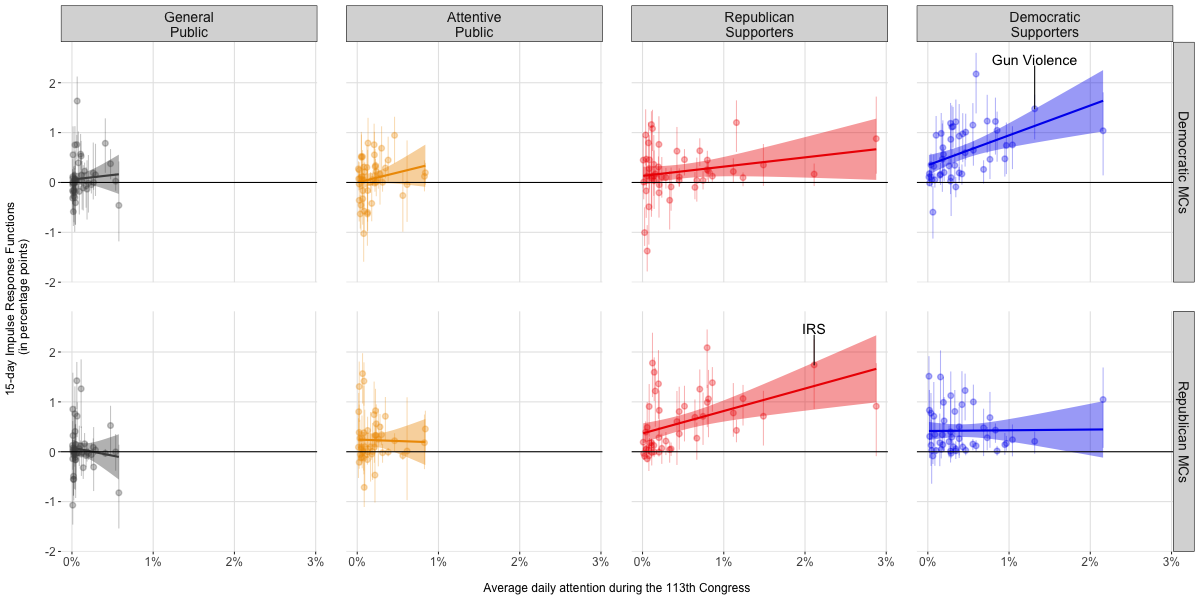 General
Public
Attentive
Public
Republican
Supporters
Democratic
Supporters
15-day Impulse Response Functions
(in percentage points)
2
1
0
-1
-2
Gun Violence
Democratic MCs
2
1
0
-1
-2
IRS
Republican MCs
0%
1%
2%
3%
0%
1%
2%
3%
0%
1%
2%
3%
0%
1%
2%
3%
Average daily attention during the 113th Congress